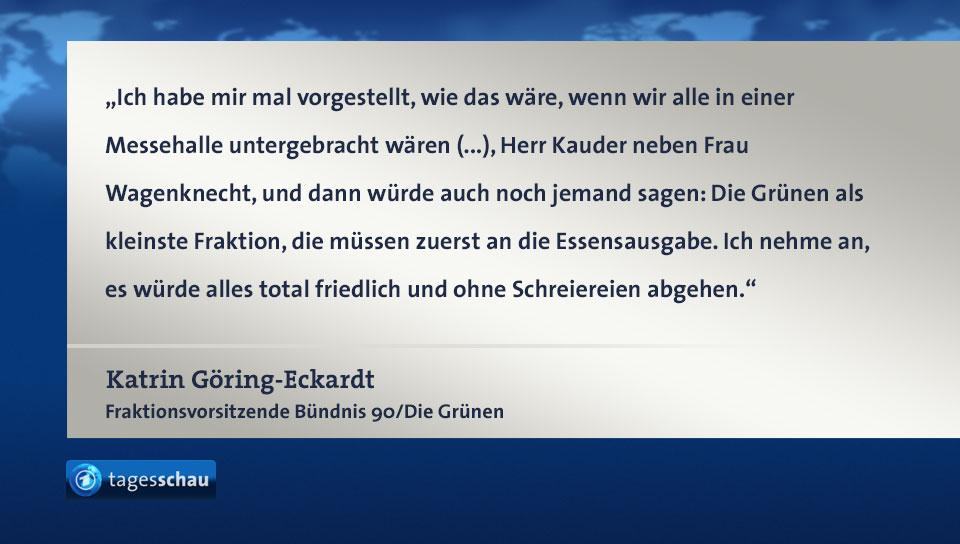 „Ich habe mir mal vorgestellt, wie das wäre, wenn wir alle in einer
Messehalle untergebracht wären (...), Herr Kauder neben Frau
Wagenknecht, und dann würde auch noch jemand sagen: Die Grünen als
kleinste Fraktion, die müssen zuerst an die Essensausgabe. Ich nehme an,
es würde alles total friedlich und ohne Schreiereien abgehen.“
Katrin Göring-Eckardt
Fraktionsvorsitzende Bündnis 90/Die Grünen
tagesschau